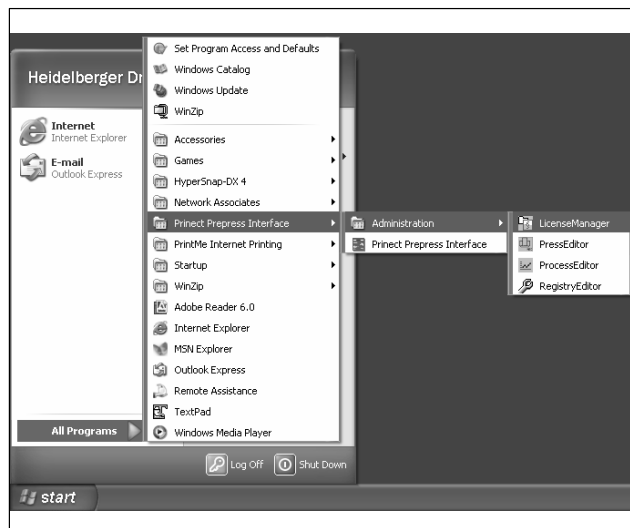 Heidelberger Dr
Internet
Internet Explorer
E-mail
Outlook Express
All Programs
Set Program Access and Defaults
Windows Catalog
Windows Update
WinZip
Accessories
Games
HyperSnap-DX 4
Network Associates
Prinect Prepress Interface
PrintMe Internet Printing
Startup
WinZip
Adobe Reader 6.0
Internet Explorer
MSN Explorer
Outlook Express
Remote Assistance
TextPad
Windows Media Player
Administration
Prinect Prepress Interface
LicenseManager
PressEditor
ProcessEditor
RegistryEditor
Log Off
Shut Down
start